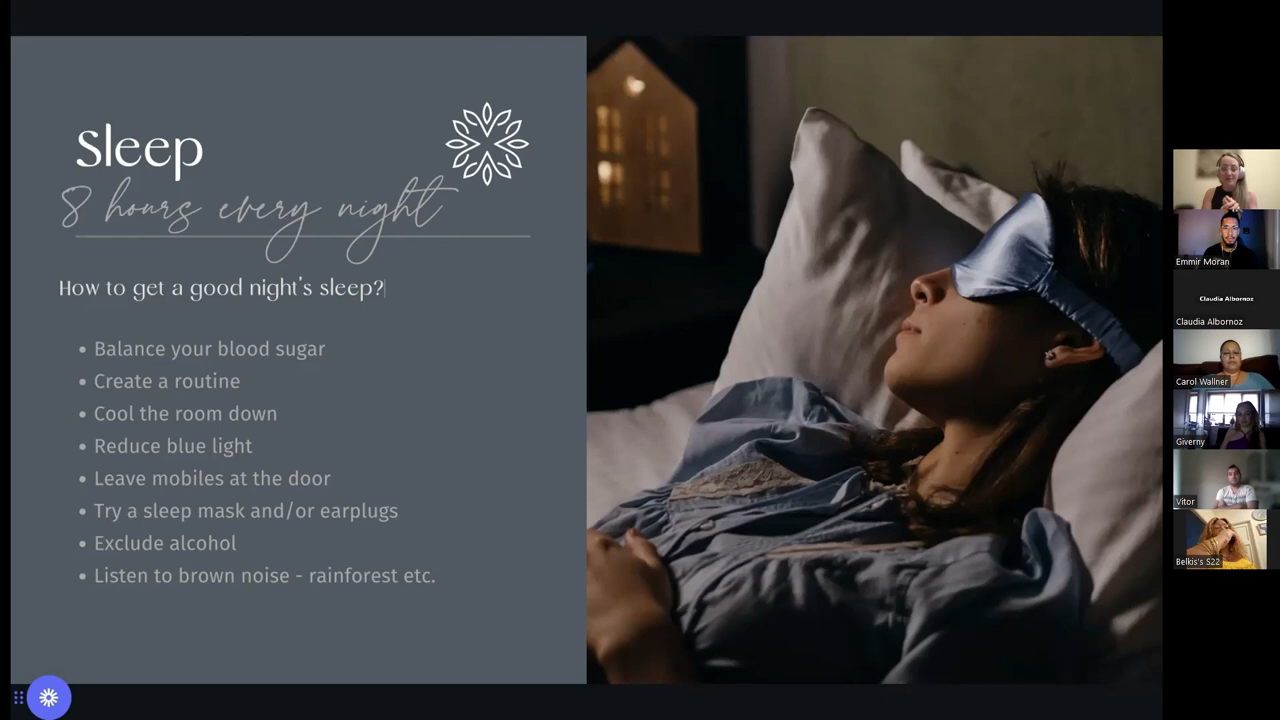 Sleep
8 hours every night
How to get a good night's sleep?
• Balance your blood sugar
• Create a routine
• Cool the room down
• Reduce blue light
• Leave mobiles at the door
• Try a sleep mask and/or earplugs
• Exclude alcohol
• Listen to brown noise - rainforest etc.
Emmir Moran
Claudia Albornoz
Claudia Albornoz
Carol Wallner
Giverny
Vitor
Belkis's S22